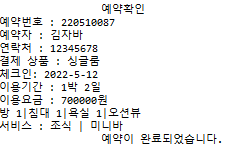 예약확인
예약번호 : 220510087
예약자 : 김자바
연락처 : 12345678
결제 상품 : 싱글룸
체크인: 2022-5-12
이용기간 : 1박 2일
이용요금 : 700000원
방 1|침대 1|욕실 1|오션뷰
서비스 : 조식 | 미니바
예약이 완료되었습니다.